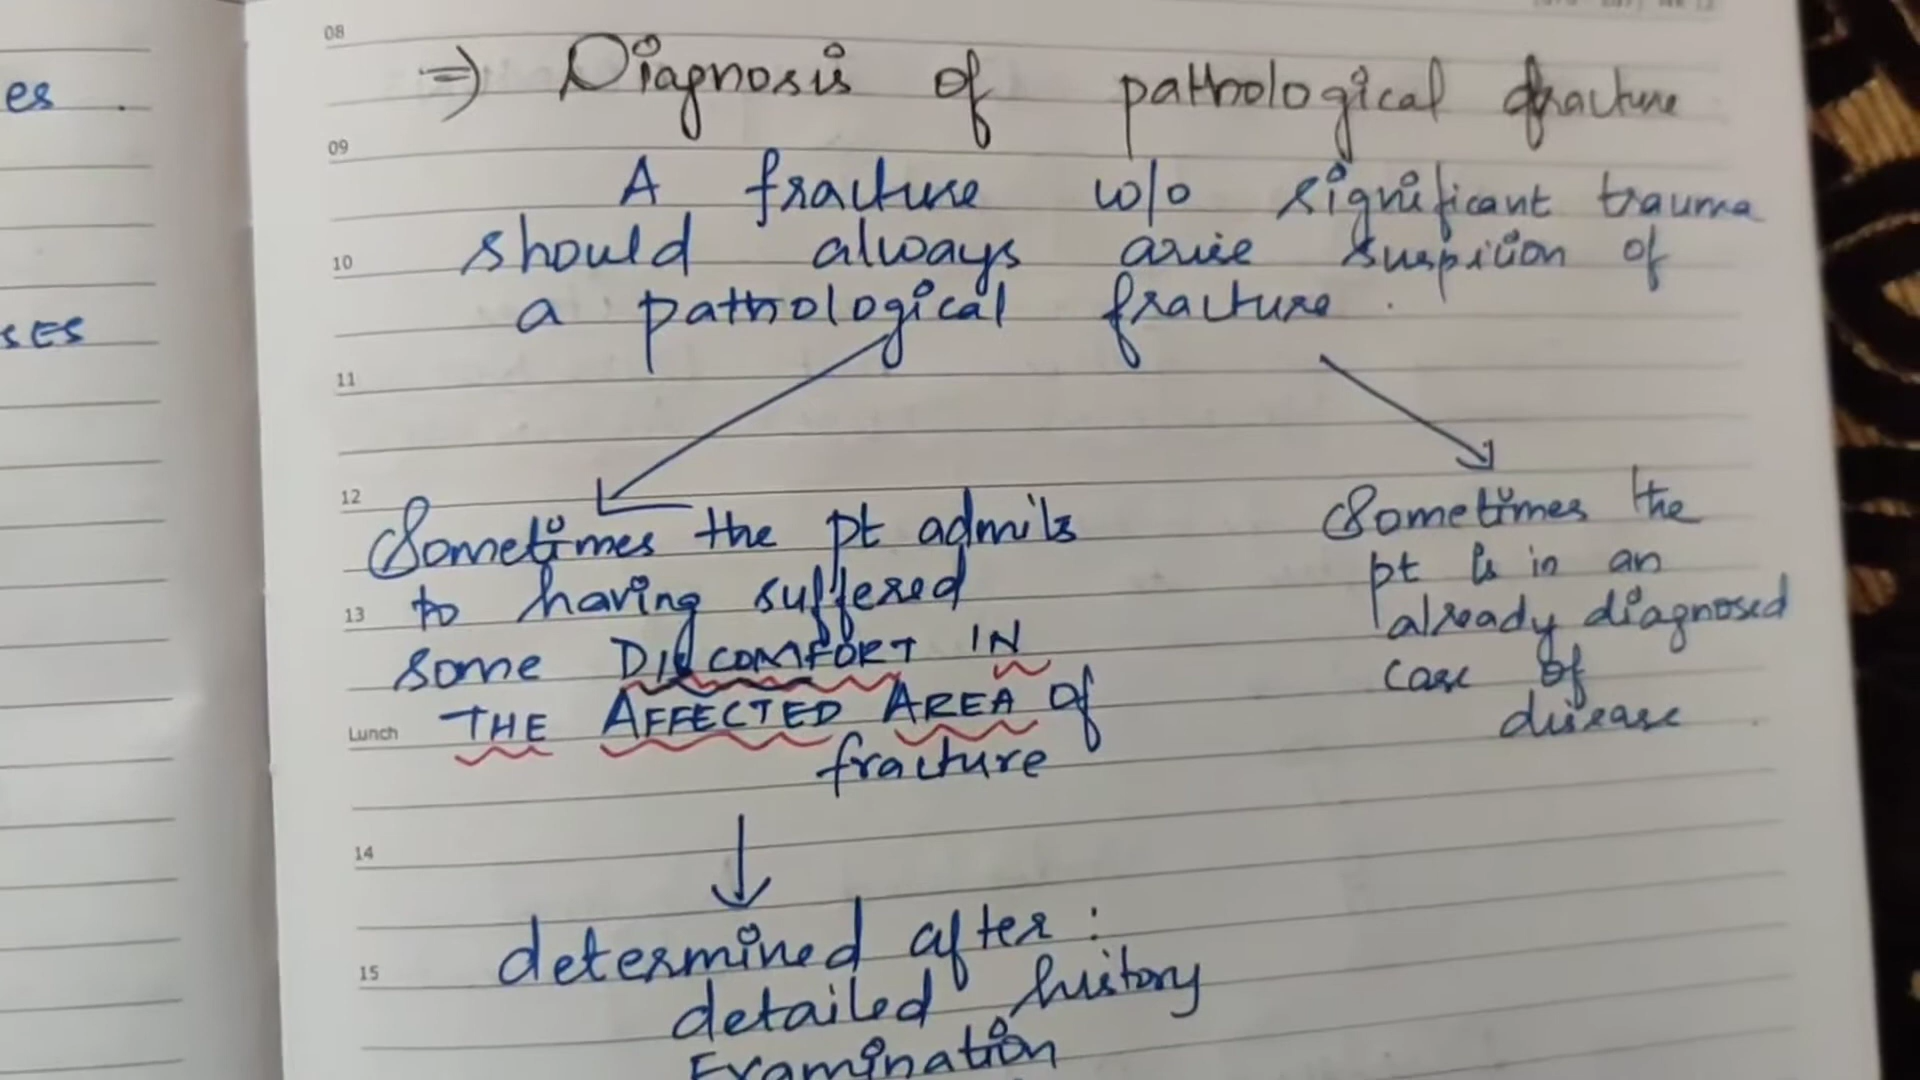 es .
SES
08
⇒ Diagnosis of pathological fracture
09
A fracture w/o significant trauma
should always arise suspicion of
10
a pathological fracture.
11
12
Sometimes the pt admits
to having suffered
13
some DISCOMFORT IN
THE AFFECTED AREA of
Lunch
fracture
Sometimes the
pt is in an
already diagnosed
case of
disease
14
determined after :
15
detailed history
Examination